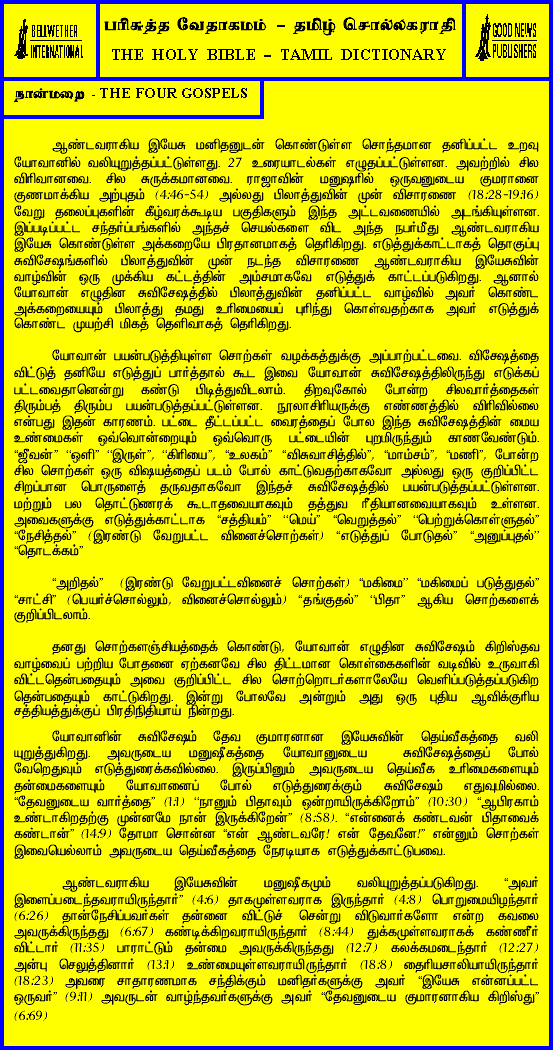 BELLWETHER
INTERNATIONAL
பரிசுத்த வேதாகமம் – தமிழ் சொல்லகராதி
THE HOLY BIBLE – TAMIL DICTIONARY
GOOD NEWS
PUBLISHERS
நான்மறை - THE FOUR GOSPELS
ஆண்டவராகிய இயேசு மனிதனுடன் கொண்டுள்ள சொந்தமான தனிப்பட்ட உறவு
யோவானில் வலியுறுத்தப்பட்டுள்ளது. 27 உரையாடல்கள் எழுதப்பட்டுள்ளன. அவற்றில் சில
விரிவானவை. சில சுருக்கமானவை. ராஜாவின் மனுஷரில் ஒருவனுடைய குமாரனை
குணமாக்கிய அற்புதம் (4:46-54) அல்லது பிலாத்துவின் முன் விசாரணை (18:28-19:16)
வேறு தலைப்புகளின் கீழ்வரக்கூடிய பகுதிகளும் இந்த அட்டவணையில் அடங்கியுள்ளன.
இப்படிப்பட்ட சந்தர்ப்பங்களில் அந்தச் செயல்களை விட அந்த நபர்மீது ஆண்டவராகிய
இயேசு கொண்டுள்ள அக்கறையே பிரதானமாகத் தெரிகிறது. எடுத்துக்காட்டாகத் தொகுப்பு
சுவிசேஷங்களில் பிலாத்துவின் முன் நடந்த விசாரணை ஆண்டவராகிய இயேசுவின்
வாழ்வின் ஒரு முக்கிய கட்டத்தின் அம்சமாகவே எடுத்துக் காட்டப்படுகிறது. ஆனால்
யோவான் எழுதின சுவிசேஷத்தில் பிலாத்துவின் தனிப்பட்ட வாழ்வில் அவர் கொண்ட
அக்கறையையும் பிலாத்து தமது உரிமையைப் புரிந்து கொள்வதற்காக அவர் எடுத்துக்
கொண்ட முயற்சி மிகத் தெளிவாகத் தெரிகிறது.
யோவான் பயன்படுத்தியுள்ள சொற்கள் வழக்கத்துக்கு அப்பாற்பட்டவை. விசேஷத்தை
விட்டுத் தனியே எடுத்துப் பார்த்தால் கூட இவை யோவான் சுவிசேஷத்திலிருந்து எடுக்கப்
பட்டவைதானென்று கண்டு பிடித்துவிடலாம். திறவுகோல் போன்ற சிலவார்த்தைகள்
திரும்பத் திரும்ப பயன்படுத்தப்பட்டுள்ளன. நூலாசிரியருக்கு எண்ணத்தில் விரிவில்லை
என்பது இதன் காரணம். பட்டை தீட்டப்பட்ட வைரத்தைப் போல இந்த சுவிசேஷத்தின் மைய
உண்மைகள் ஒவ்வொன்றையும் ஒவ்வொரு பட்டையின் புறமிருந்தும் காணவேண்டும்.
“ஜீவன்” “ஒளி” “இருள்”, “கிரியை”, “உலகம்” “விசுவாசித்தில்”, “மாம்சம்”, “மணி”, போன்ற
சில சொற்கள் ஒரு விஷயத்தைப் படம் போல் காட்டுவதற்காகவோ அல்லது ஒரு குறிப்பிட்ட
சிறப்பான பொருளைத் தருவதாகவோ இந்தச் சுவிசேஷத்தில் பயன்படுத்தப்பட்டுள்ளன.
மற்றும் பல தொட்டுணரக் கூடாதவையாகவும் தத்துவ ரீதியானவையாகவும் உள்ளன.
அவைகளுக்கு எடுத்துக்காட்டாக “சத்தியம்” “மெய்” “வெறுத்தல்” “பெற்றுக்கொள்ளுதல்”
“நேசித்தல்” (இரண்டு வேறுபட்ட வினைச்சொற்கள்) “எடுத்துப் போடுதல்” “அனுப்புதல்”
“தொடக்கம்”
“அறிதல்” (இரண்டு வேறுபட்டவினைச் சொற்கள்) “மகிமை” “மகிமைப் படுத்துதல்”
“சாட்சி” (பெயர்ச்சொல்லும், வினைச்சொல்லும்) “தங்குதல்” “பிதா” ஆகிய சொற்களைக்
குறிப்பிடலாம்.
தனது சொற்களஞ்சியத்தைக் கொண்டு, யோவான் எழுதின சுவிசேஷம் கிறிஸ்தவ
வாழ்வைப் பற்றிய போதனை ஏற்கனவே சில திட்டமான கொள்கைகளின் வடிவில் உருவாகி
விட்டதென்பதையும் அவை குறிப்பிட்ட சில சொற்றொடர்களாலேயே வெளிப்படுத்தப்படுகிற
தென்பதையும் காட்டுகிறது. இன்று போலவே அன்றும் அது ஒரு புதிய ஆவிக்குரிய
சத்தியத்துக்குப் பிரதிநிதியாய் நின்றது.
யோவானின் சுவிசேஷம் தேவ குமாரனான இயேசுவின் தெய்வீகத்தை வலி
யுறுத்துகிறது. அவருடைய மனுஷீகத்தை யோவானுடைய சுவிசேஷத்தைப் போல்
வேறெதுவும் எடுத்துரைக்கவில்லை. இருப்பினும் அவருடைய தெய்வீக உரிமைகளையும்
தன்மைகளையும் யோவானைப் போல் எடுத்துரைக்கும் சுவிசேஷம் எதுவுமில்லை.
“தேவனுடைய வார்த்தை” (1:1) “நானும் பிதாவும் ஒன்றாயிருக்கிறோம்” (10:30) “ஆபிரகாம்
உண்டாகிறதற்கு முன்னமே நான் இருக்கிறேன்” (8:58). “என்னைக் கண்டவன் பிதாவைக்
கண்டான்” (14:9) தோமா சொன்ன “என் ஆண்டவரே! என் தேவனே!” என்னும் சொற்கள்
இவையெல்லாம் அவருடைய தெய்வீகத்தை நேரடியாக எடுத்துக்காட்டுபவை.
ஆண்டவராகிய இயேசுவின் மனுஷீகமும் வலியுறுத்தப்படுகிறது. “அவர்
இளைப்படைந்தவராயிருந்தார்” (4:6) தாகமுள்ளவராக இருந்தார் (4:8) பொறுமையிழந்தார்
(6:26) தான்நேசிப்பவர்கள் தன்னை விட்டுச் சென்று விடுவார்களோ என்ற கவலை
அவருக்கிருந்தது (6:67) கண்டிக்கிறவராயிருந்தார் (8:44) துக்கமுள்ளவராகக் கண்ணீர்
விட்டார் (11:35) பாராட்டும் தன்மை அவருக்கிருந்தது (12:7) கலக்கமடைந்தார் (12:27)
அன்பு செலுத்தினார் (13:1) உண்மையுள்ளவராயிருந்தார் (18:8) தைரியசாலியாயிருந்தார்
(18:23) அவரை சாதாரணமாக சந்திக்கும் மனிதர்களுக்கு அவர் “இயேசு என்னப்பட்ட
ஒருவர்” (9:11) அவருடன் வாழ்ந்தவர்களுக்கு அவர் “தேவனுடைய குமாரனாகிய கிறிஸ்து”
(6:69)